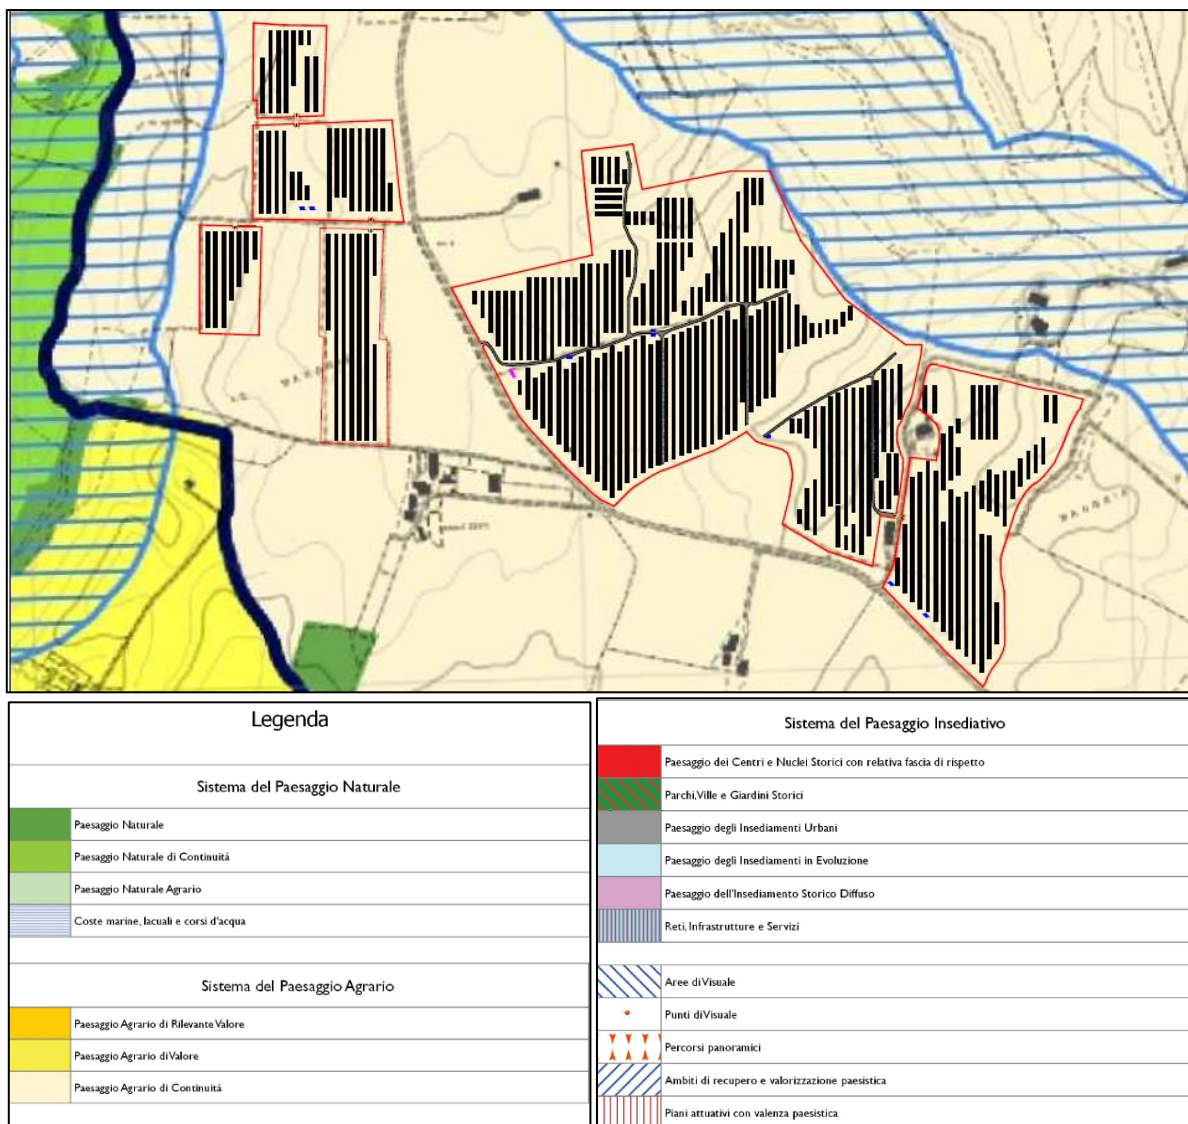 Legenda
Sistema del Paesaggio Naturale
Paesaggio Naturale
Paesaggio Naturale di Continuità
Paesaggio Naturale Agrario
Coste marine, lacuali e corsi d'acqua
Sistema del Paesaggio Agrario
Paesaggio Agrario di Rilevante Valore
Paesaggio Agrario di Valore
Paesaggio Agrario di Continuità
Sistema del Paesaggio Insediativo
Paesaggio dei Centri e Nuclei Storici con relativa fascia di rispetto
Parchi, Ville e Giardini Storici
Paesaggio degli Insediamenti Urbani
Paesaggio degli Insediamenti in Evoluzione
Paesaggio dell'Insediamento Storico Diffuso
Reti, Infrastrutture e Servizi
Aree di Visuale
Punti di Visuale
Percorsi panoramici
Ambiti di recupero e valorizzazione paesistica
Piani attuativi con valenza paesistica